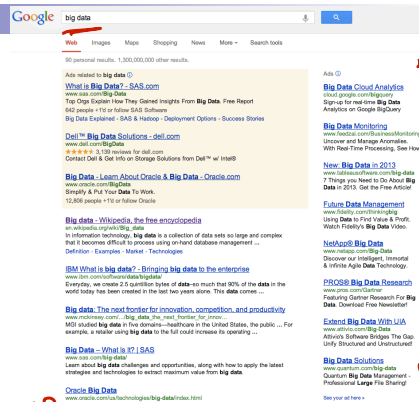 Google
big data
Web Images Maps Shopping News More Search tools
90 personal results. 1,300,000,000 other results.
Ads related to big data
What is Big Data? - SAS.com
www.sas.com/Big-Data
Top Orgs Explain How They Gained Insights From Big Data. Free Report
642 people +1'd or follow SAS Software
Big Data Explained - SAS & Hadoop - Deployment Options - Success Stories
Dell™ Big Data Solutions - dell.com
www.dell.com/BigData
★★★★★ 3,139 reviews for dell.com
Contact Dell & Get Info on Storage Solutions from Dell™ w/ Intel®
Big Data - Learn About Oracle & Big Data - Oracle.com
www.oracle.com/BigData
Simplify & Put Your Data To Work.
12,808 people +1'd or follow Oracle
Big data - Wikipedia, the free encyclopedia
en.wikipedia.org/wiki/Big_data
In information technology, big data is a collection of data sets so large and complex
that it becomes difficult to process using on-hand database management ...
Definition - Examples - Market - Technologies
IBM What is big data? - Bringing big data to the enterprise
www.ibm.com/software/data/bigdata/
Everyday, we create 2.5 quintillion bytes of data–so much that 90% of the data in the
world today has been created in the last two years alone. This data comes ...
Big data: The next frontier for innovation, competition, and productivity
www.mckinsey.com/.../big_data_the_next_frontier_for_innov...
MGI studied big data in five domains—healthcare in the United States, the public ... For
example, a retailer using big data to the full could increase its operating ...
Big Data – What Is It? | SAS
www.sas.com/big-data/
Learn about big data challenges and opportunities, along with how to apply the latest
strategies and technologies to extract maximum value from big data.
Oracle Big Data
www.oracle.com/us/technologies/big-data/index.html
Ads
Big Data Cloud Analytics
cloud.google.com/bigquery
Sign-up for real-time Big Data
Analytics on Google BigQuery
Big Data Monitoring
www.feedzai.com/BusinessMonitoring
Uncover and Manage Anomalies.
With Real-Time Processing, See How
New: Big Data in 2013
www.tableausoftware.com/big-data
7 Things you Need to Do About Big
Data in 2013. Get the Free Article!
Future Data Management
www.fidelity.com/thinkingbig
Using Data to Find Value & Profit.
Watch Fidelity's Big Data Video.
NetApp® Big Data
www.netapp.com/Big-Data
Discover our Intelligent, Immortal
& Infinite Agile Data Technology.
PROS® Big Data Research
www.pros.com/Gartner
Featuring Gartner Research For Big
Data. Download Free Newsletter!
Extend Big Data With UIA
www.attivio.com/Big-Data
Attivio's Software Bridges The Gap.
Unify Structured and Unstructured!
Big Data Solutions
www.quantum.com/big-data
Quantum Big Data Management -
Professional Large File Sharing!
See your ad here »